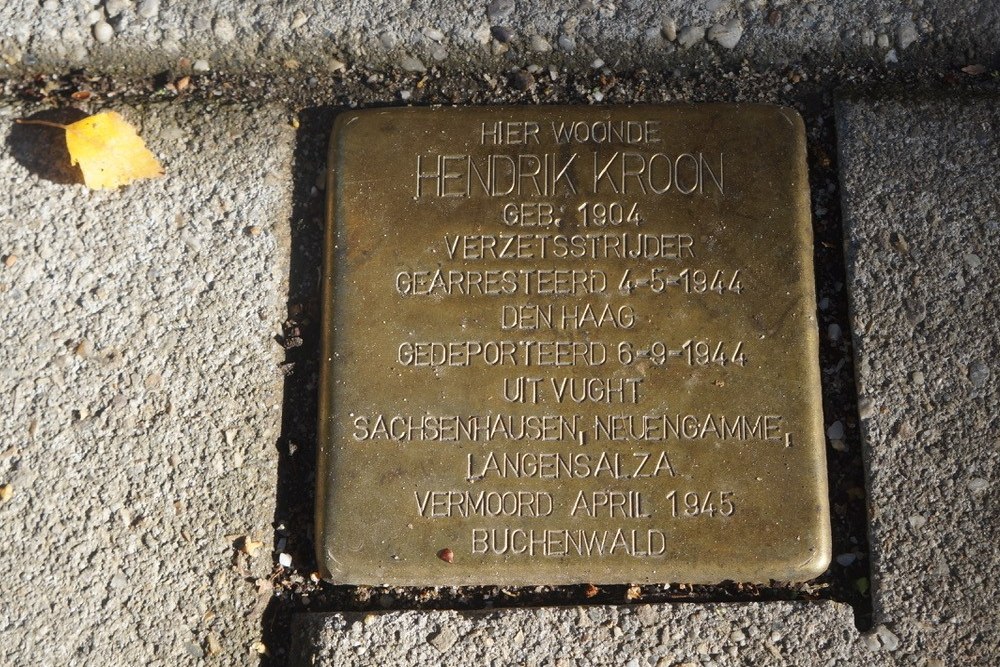 HIER WOONDE
HENDRIK KROON
GEB. 1904
VERZETSSTRIJDER
GEARRESTEERD 4-5-1944
DEN HAAG
GEDEPORTEERD 6-9-1944
UIT VUGHT
SACHSENHAUSEN, NEUENGAMME,
LANGENSALZA
VERMOORD APRIL 1945
BUCHENWALD